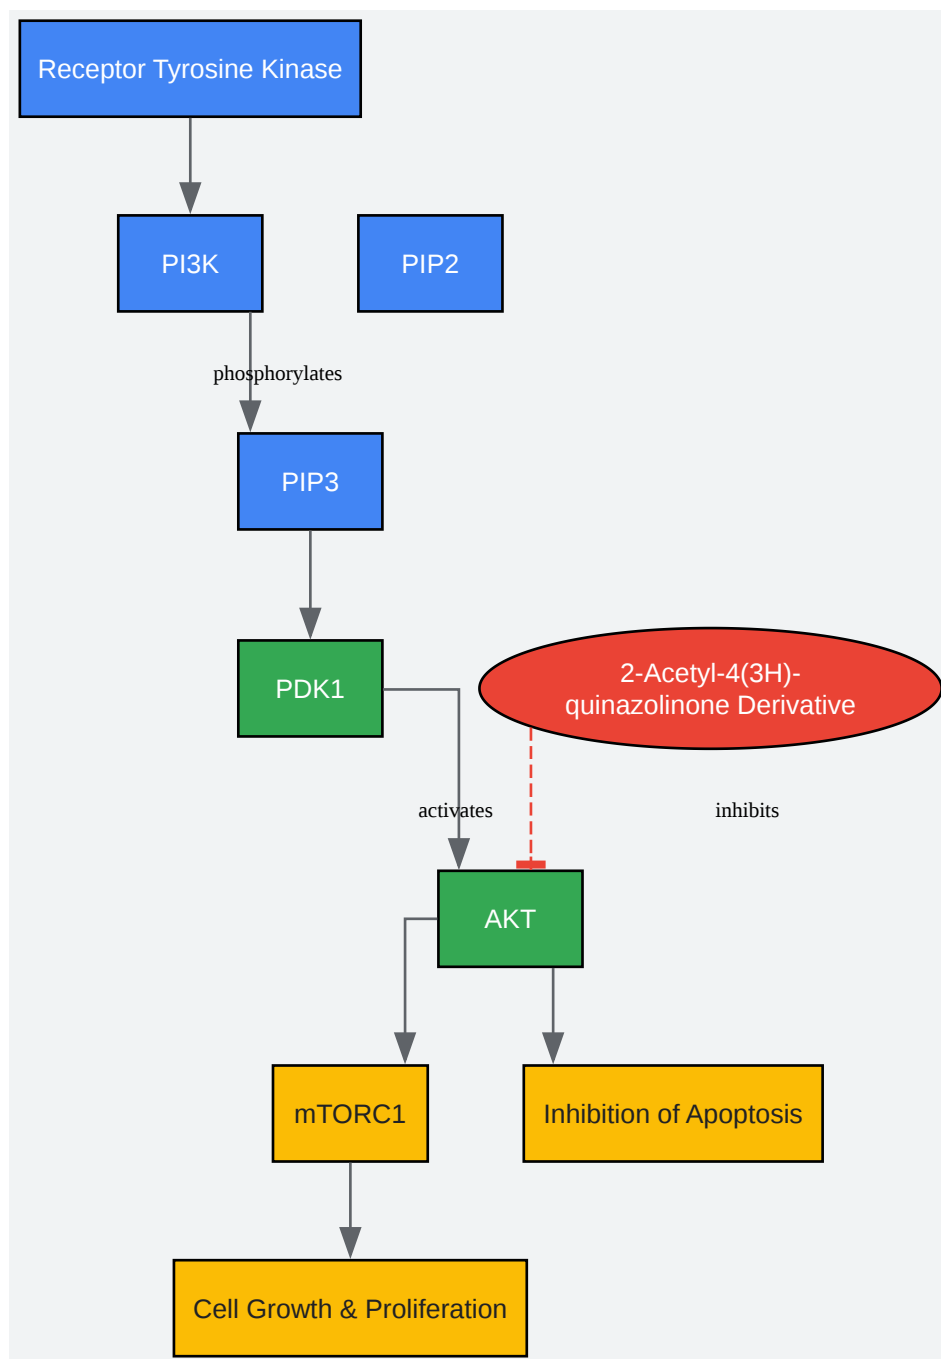 Receptor Tyrosine Kinase
PI3K
PIP2
phosphorylates
PIP3
PDK1
2-Acetyl-4(3H)-
quinazolinone Derivative
activates
inhibits
AKT
mTORC1
Inhibition of Apoptosis
Cell Growth & Proliferation